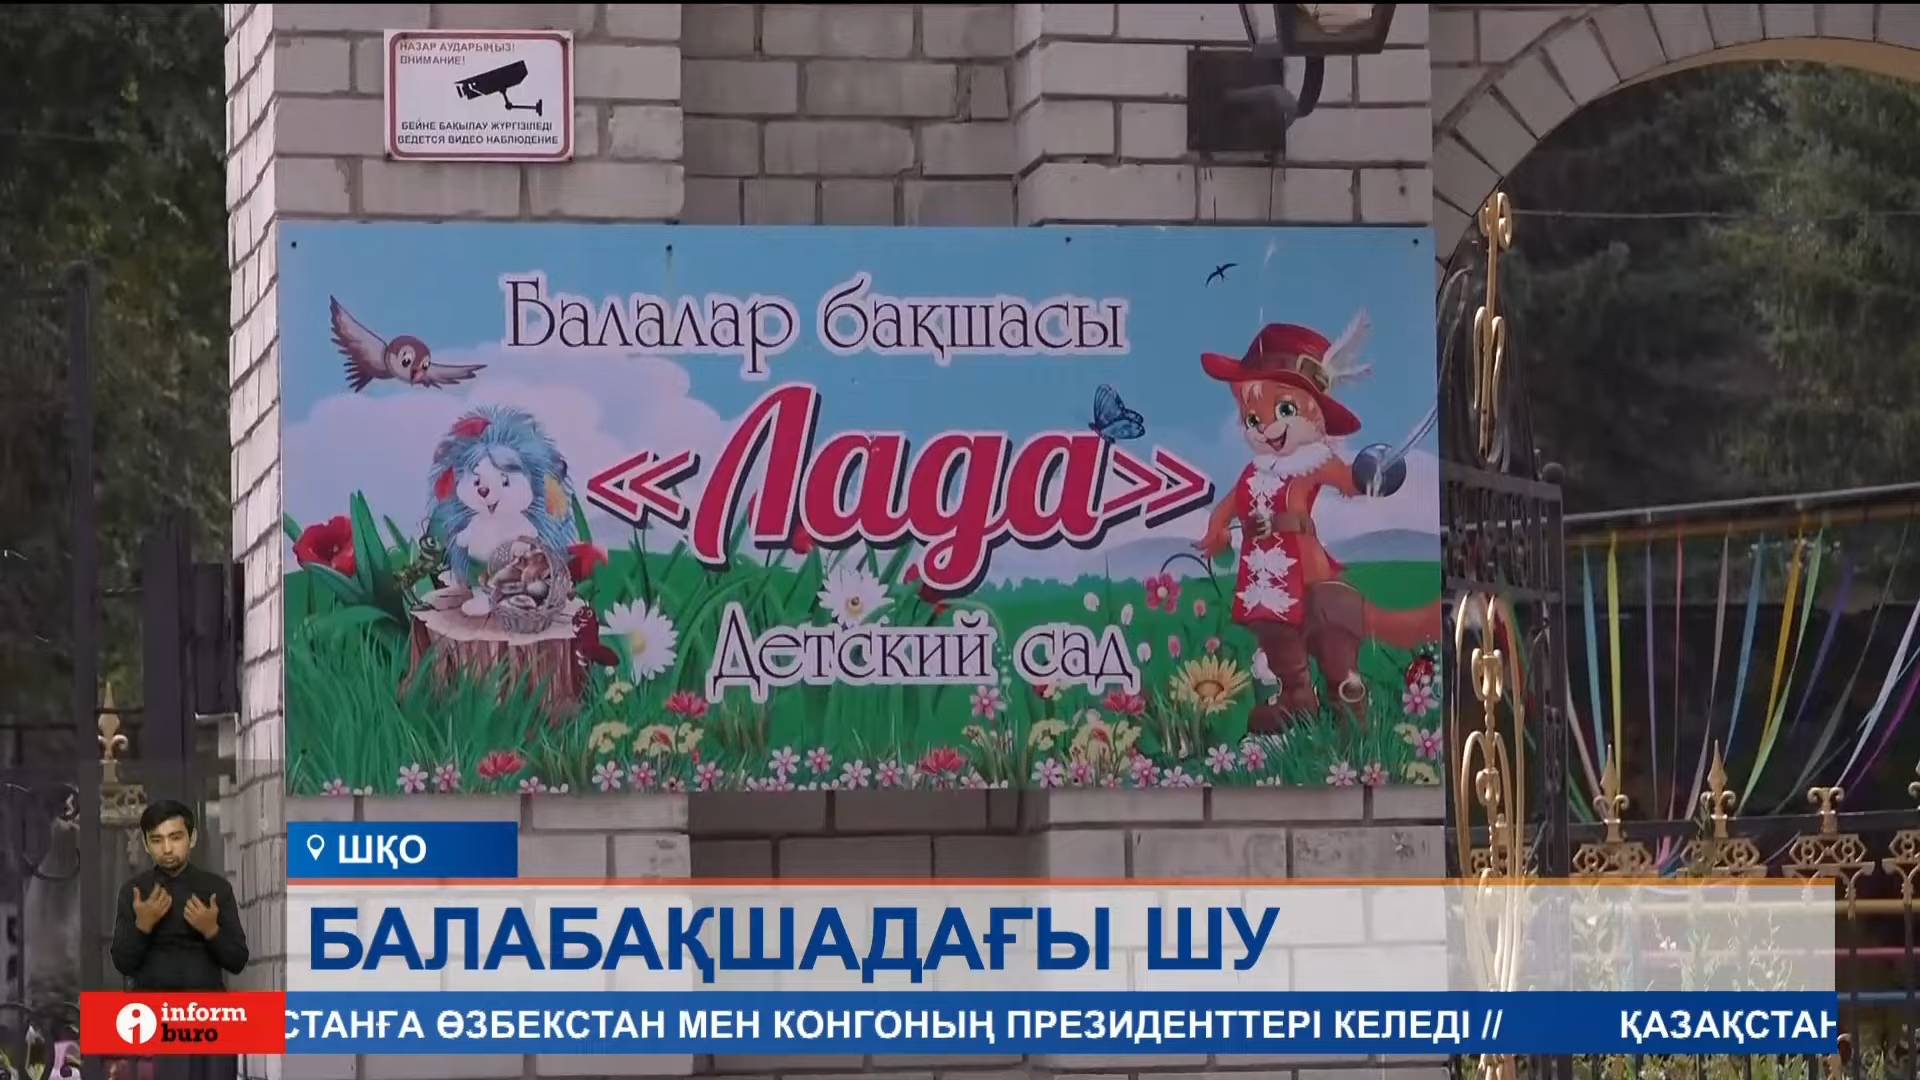 НАЗАР АУДАРЫҢЫЗ!
ВНИМАНИЕ!
БЕЙНЕ БАҚЫЛАУ ЖҮРГІЗІЛЕДІ
ВЕДЕТСЯ ВИДЕО НАБЛЮДЕНИЕ
Балалар бақшасы
«Лада»
Детский сад
ШҚО
БАЛАБАҚШАДАҒЫ ШУ
inform
buro
СТАНҒА ӨЗБЕКСТАН МЕН КОНГОНЫҢ ПРЕЗИДЕНТТЕРІ КЕЛЕДІ // ҚАЗАҚСТАН